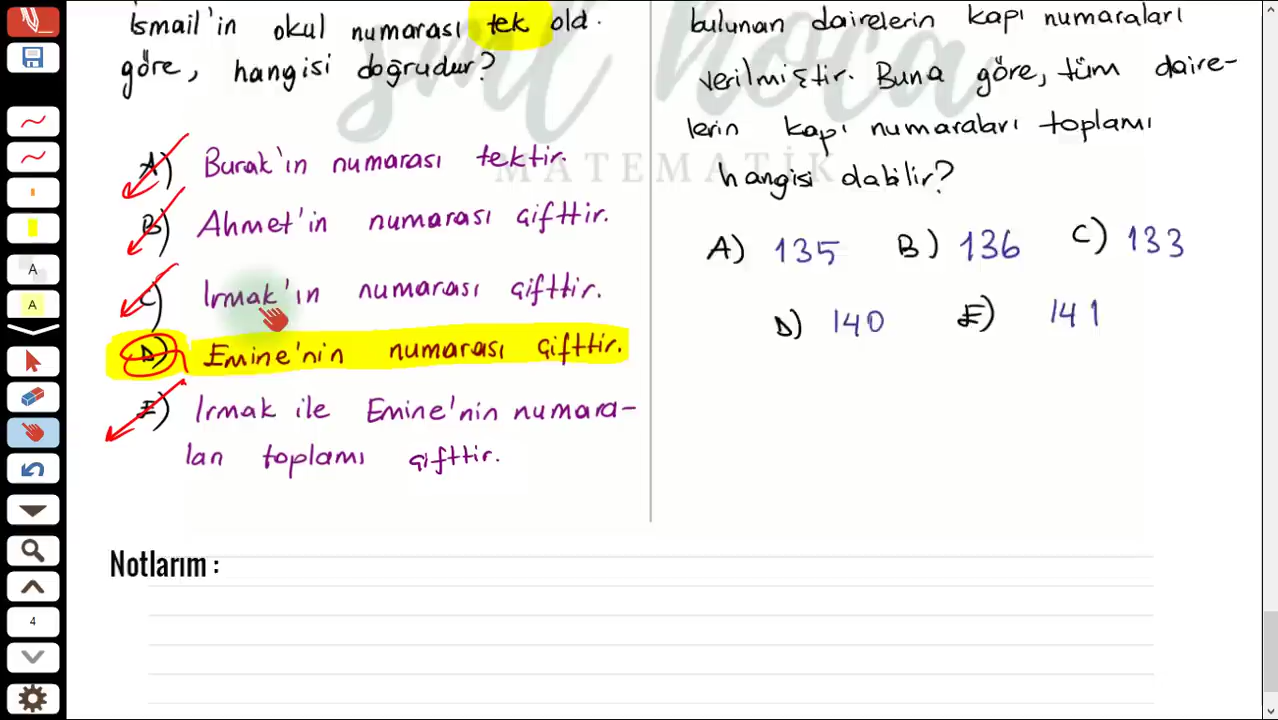 İsmail'in okul numarası tek old.
göre, hangisi doğrudur?
A) Burak'ın numarası tektir.
B) Ahmet'in numarası çifttir.
C) Irmak'ın numarası çifttir.
D) Emine'nin numarası çifttir.
E) Irmak ile Emine'nin numara-
ları toplamı çifttir.
bulunan dairelerin kapı numaraları
verilmiştir. Buna göre, tüm daire-
lerin kapı numaraları toplamı
hangisi olabilir?
A) 135 B) 136 C) 133
D) 140 E) 141
hoca
MATEMATİK
Notlarım :
A
A
4